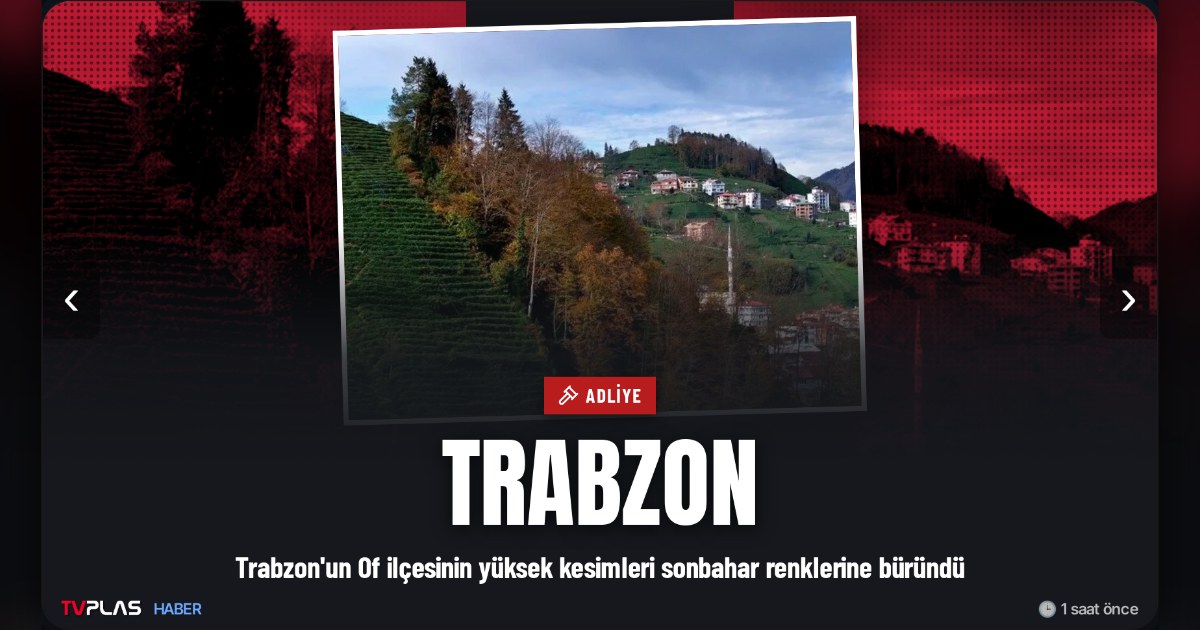 ADLİYE
TRABZON
Trabzon'un Of ilçesinin yüksek kesimleri sonbahar renklerine büründü
TVPLAS HABER
1 saat önce